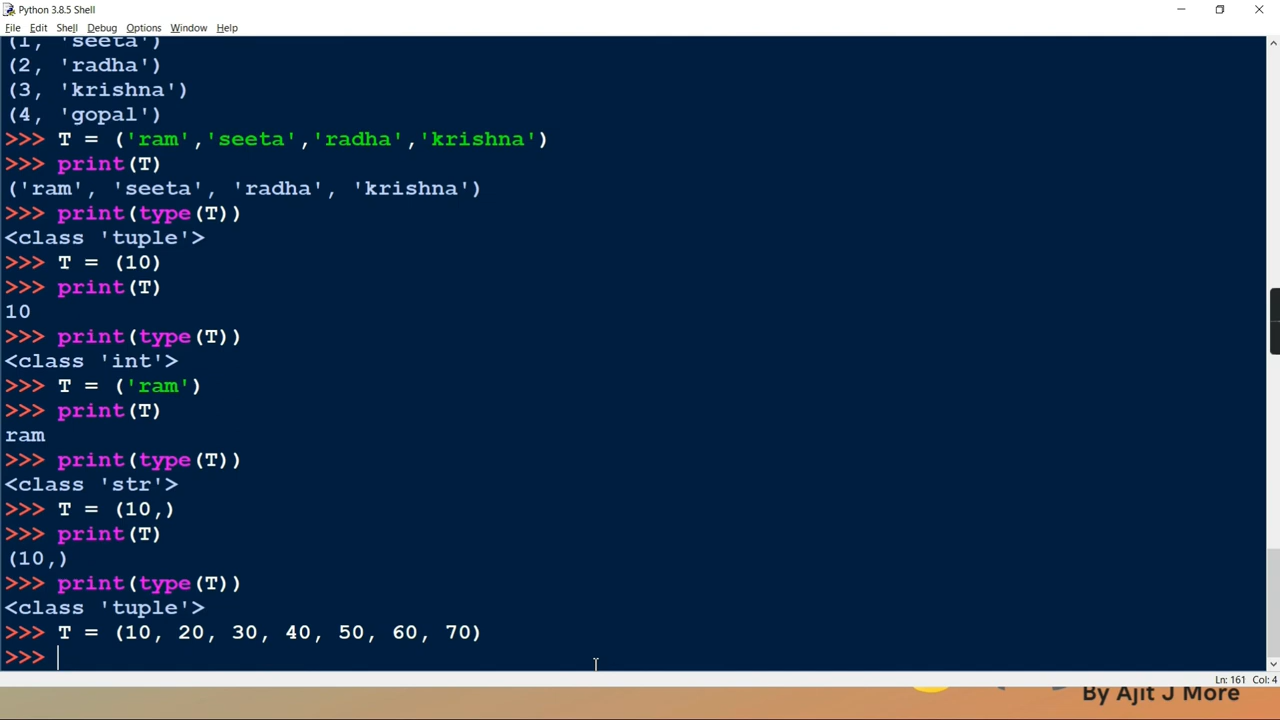 Python 3.8.5 Shell
File Edit Shell Debug Options Window Help
(1, 'seeta')
(2, 'radha')
(3, 'krishna')
(4, 'gopal')
>>> T = ('ram','seeta','radha','krishna')
>>> print(T)
('ram', 'seeta', 'radha', 'krishna')
>>> print(type(T))
<class 'tuple'>
>>> T = (10)
>>> print(T)
10
>>> print(type(T))
<class 'int'>
>>> T = ('ram')
>>> print(T)
ram
>>> print(type(T))
<class 'str'>
>>> T = (10,)
>>> print(T)
(10,)
>>> print(type(T))
<class 'tuple'>
>>> T = (10, 20, 30, 40, 50, 60, 70)
>>>
Ln: 161 Col: 4
By Ajit J More